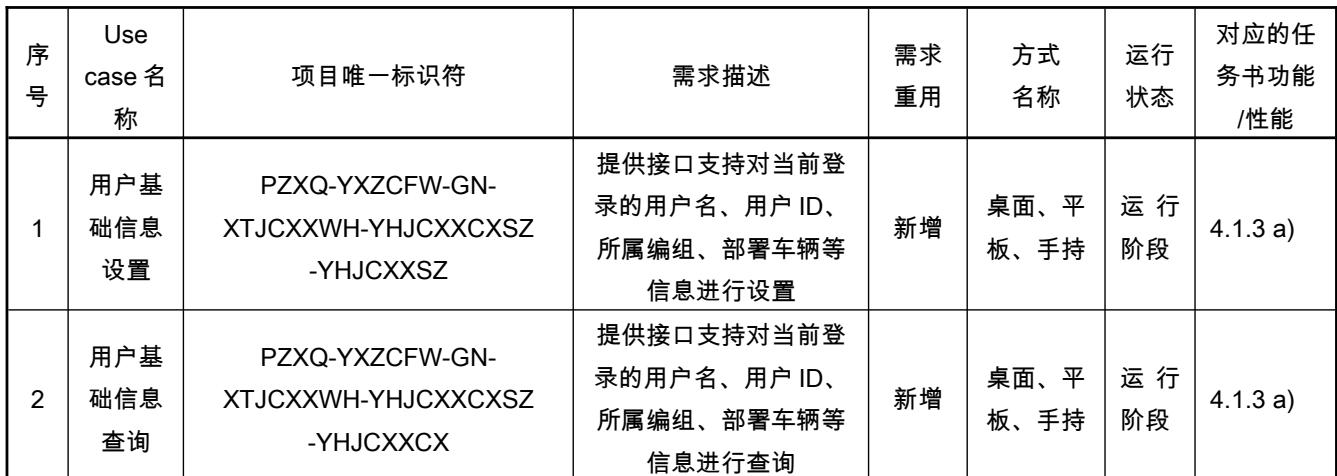 序
号
Use
case 名
称
项目唯一标识符
需求描述
需求
重用
方式
名称
运行
状态
对应的任
务书功能
/性能
1
用户基
础信息
设置
PZXQ-YXZCFW-GN-
XTJCXXWH-YHJCXXCXSZ
-YHJCXXSZ
提供接口支持对当前登
录的用户名、用户 ID、
所属编组、部署车辆等
信息进行设置
新增
桌面、平
板、手持
运 行
阶段
4.1.3 a)
2
用户基
础信息
查询
PZXQ-YXZCFW-GN-
XTJCXXWH-YHJCXXCXSZ
-YHJCXXCX
提供接口支持对当前登
录的用户名、用户 ID、
所属编组、部署车辆等
信息进行查询
新增
桌面、平
板、手持
运 行
阶段
4.1.3 a)